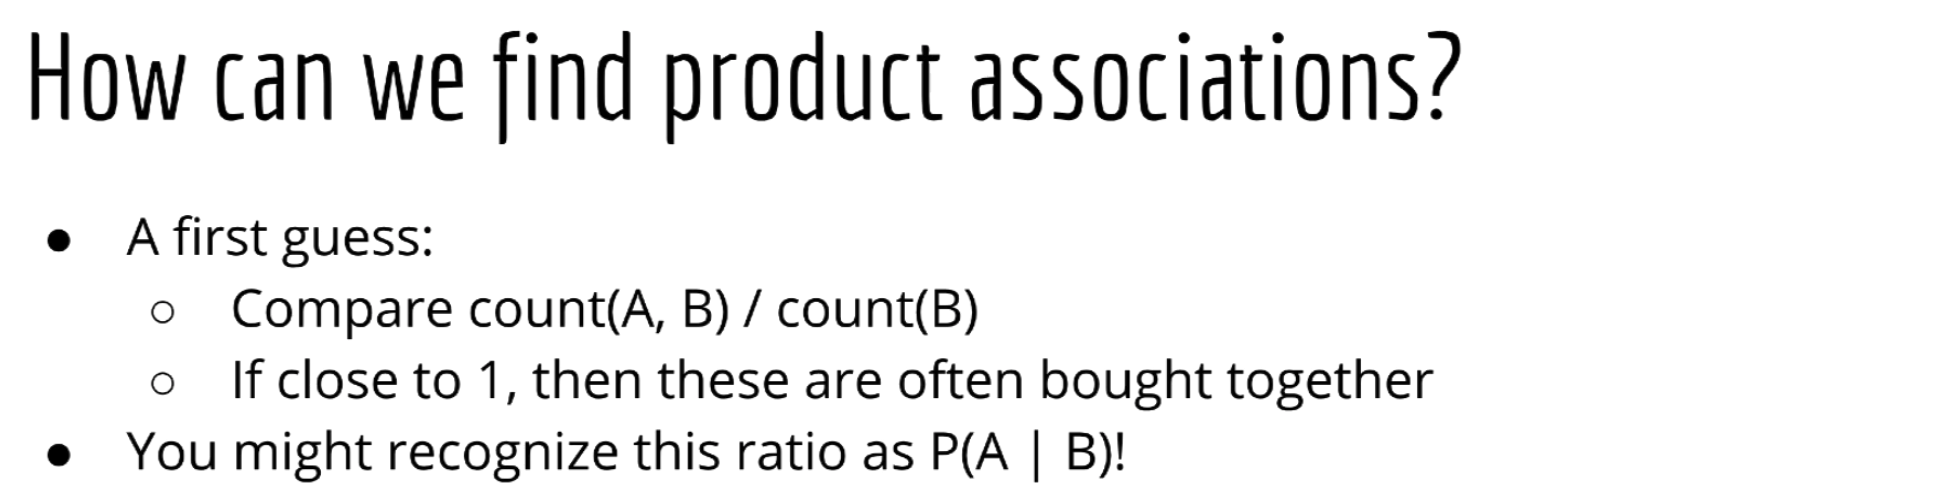 How can we find product associations?
● A first guess:
○ Compare count(A, B) / count(B)
○ If close to 1, then these are often bought together
● You might recognize this ratio as P(A | B)!